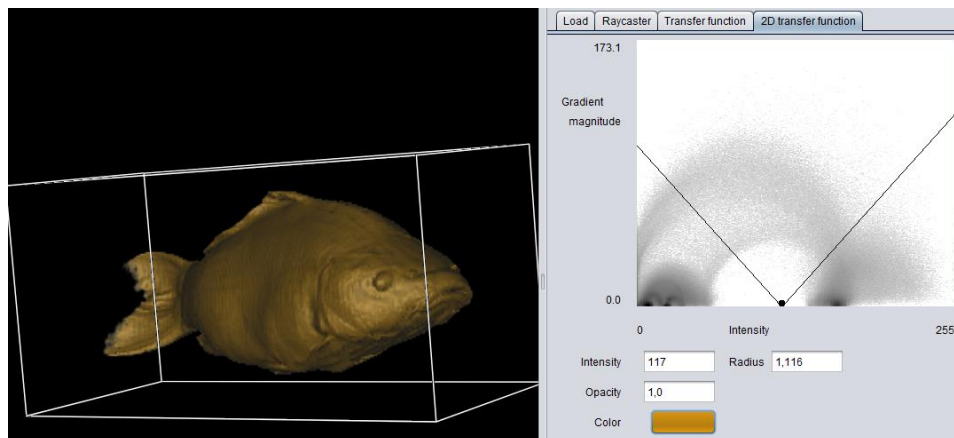 Load Raycaster Transfer function 2D transfer function
173.1
Gradient
magnitude
0.0
0 Intensity 255
Intensity 117 Radius 1,116
Opacity 1,0
Color